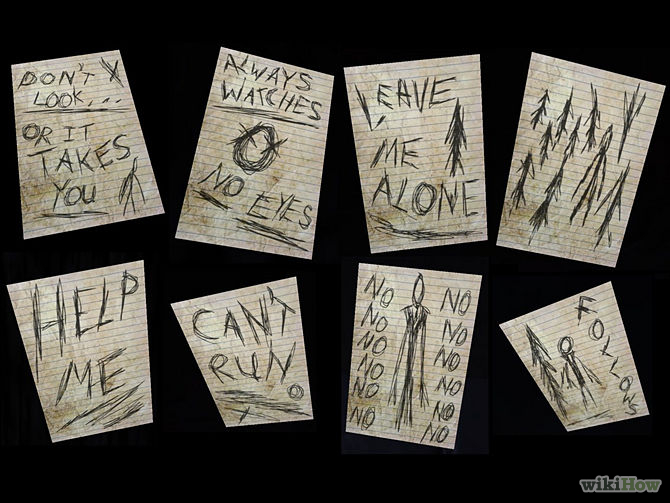 DON'T
LOOK...
OR IT
TAKES
YOU
ALWAYS
WATCHES
NO EYES
LEAVE
ME
ALONE
HELP
ME
CAN'T
RUN.
NO NO
NO NO
NO NO
NO NO
NO NO
NO NO
NO NO
FOLLOWS
wikiHow